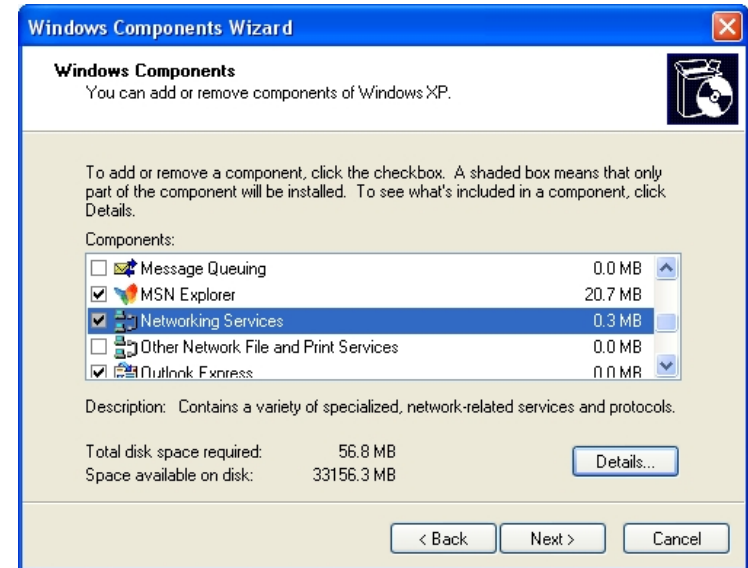 Windows Components Wizard
Windows Components
You can add or remove components of Windows XP.
To add or remove a component, click the checkbox. A shaded box means that only
part of the component will be installed. To see what's included in a component, click
Details.
Components:
Message Queuing 0.0 MB
MSN Explorer 20.7 MB
Networking Services 0.3 MB
Other Network File and Print Services 0.0 MB
Outlook Express 0.0 MB
Description: Contains a variety of specialized, network-related services and protocols.
Total disk space required: 56.8 MB
Space available on disk: 33156.3 MB
Details...
< Back Next > Cancel